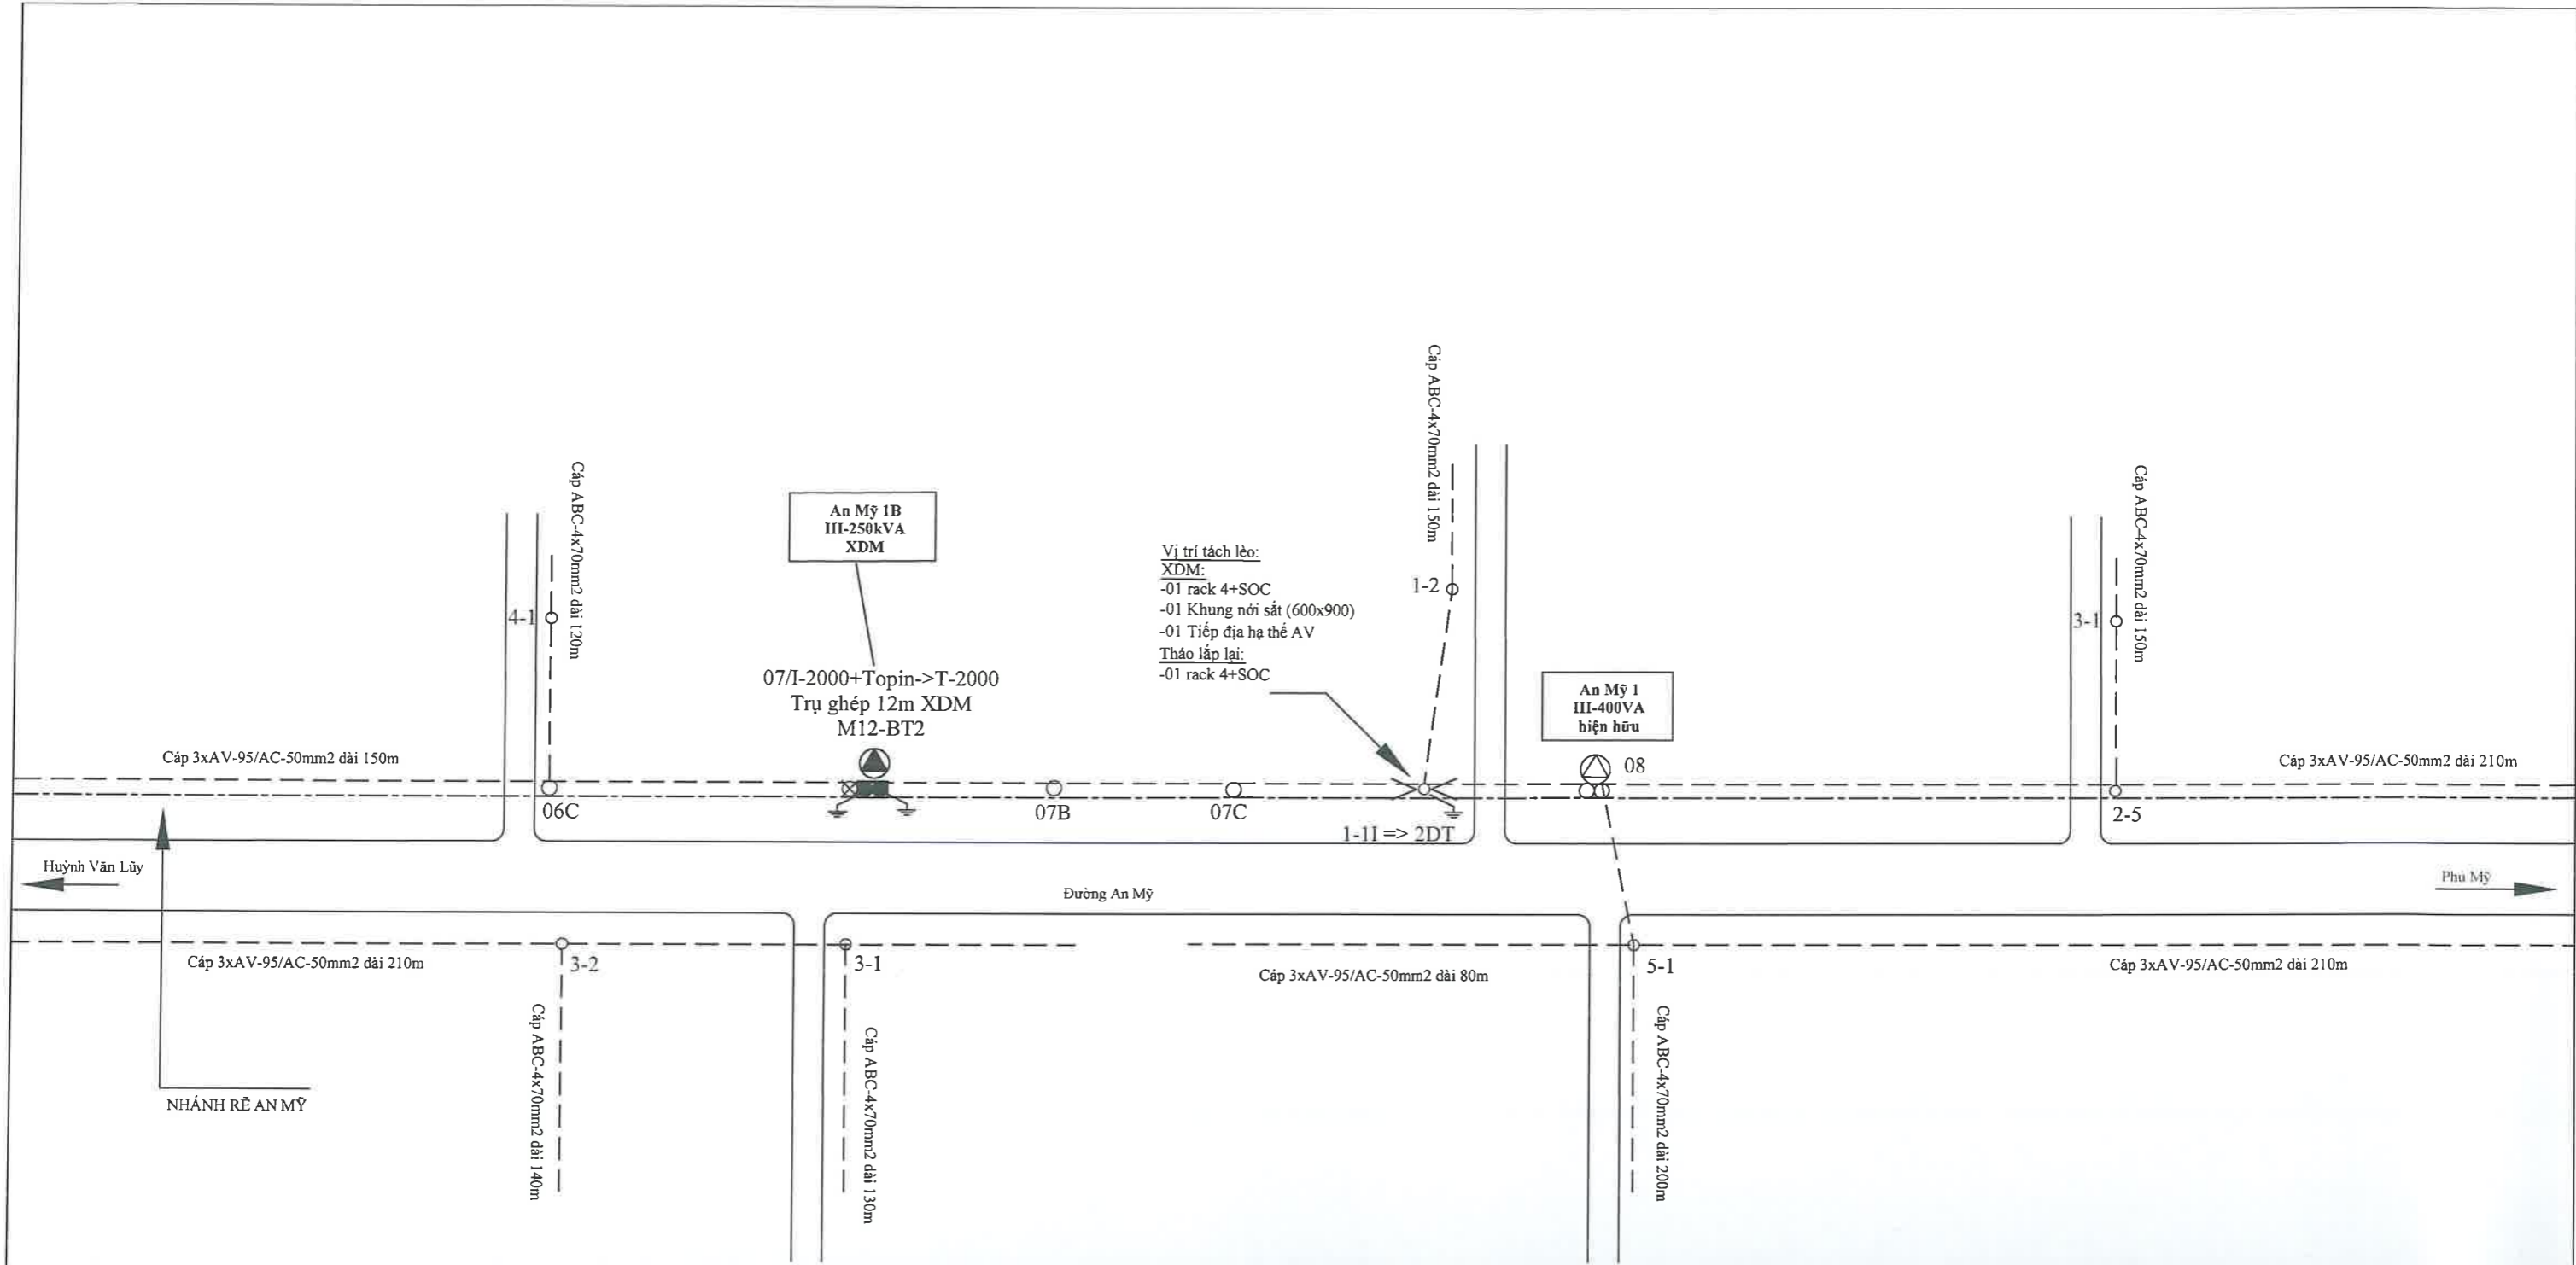 Cáp ABC-4x70mm2 dài 150m
Cáp ABC-4x70mm2 dài 120m
Cáp ABC-4x70mm2 dài 150m
An Mỹ 1B
III-250kVA
XDM
Vị trí tách lèo:
XDM:
-01 rack 4+SOC
-01 Khung nới sắt (600x900)
-01 Tiếp địa hạ thế AV
Tháo lắp lại:
-01 rack 4+SOC
1-2
4-1
3-1
07/I-2000+Topin->T-2000
Trụ ghép 12m XDM
M12-BT2
An Mỹ 1
III-400VA
hiện hữu
Cáp 3xAV-95/AC-50mm2 dài 150m
08
Cáp 3xAV-95/AC-50mm2 dài 210m
06C
07B
07C
1-1I => 2DT
2-5
Huỳnh Văn Lũy
Đường An Mỹ
Phú Mỹ
Cáp 3xAV-95/AC-50mm2 dài 210m
3-2
3-1
Cáp 3xAV-95/AC-50mm2 dài 80m
5-1
Cáp 3xAV-95/AC-50mm2 dài 210m
Cáp ABC-4x70mm2 dài 140m
Cáp ABC-4x70mm2 dài 130m
Cáp ABC-4x70mm2 dài 200m
NHÁNH RẼ AN MỸ